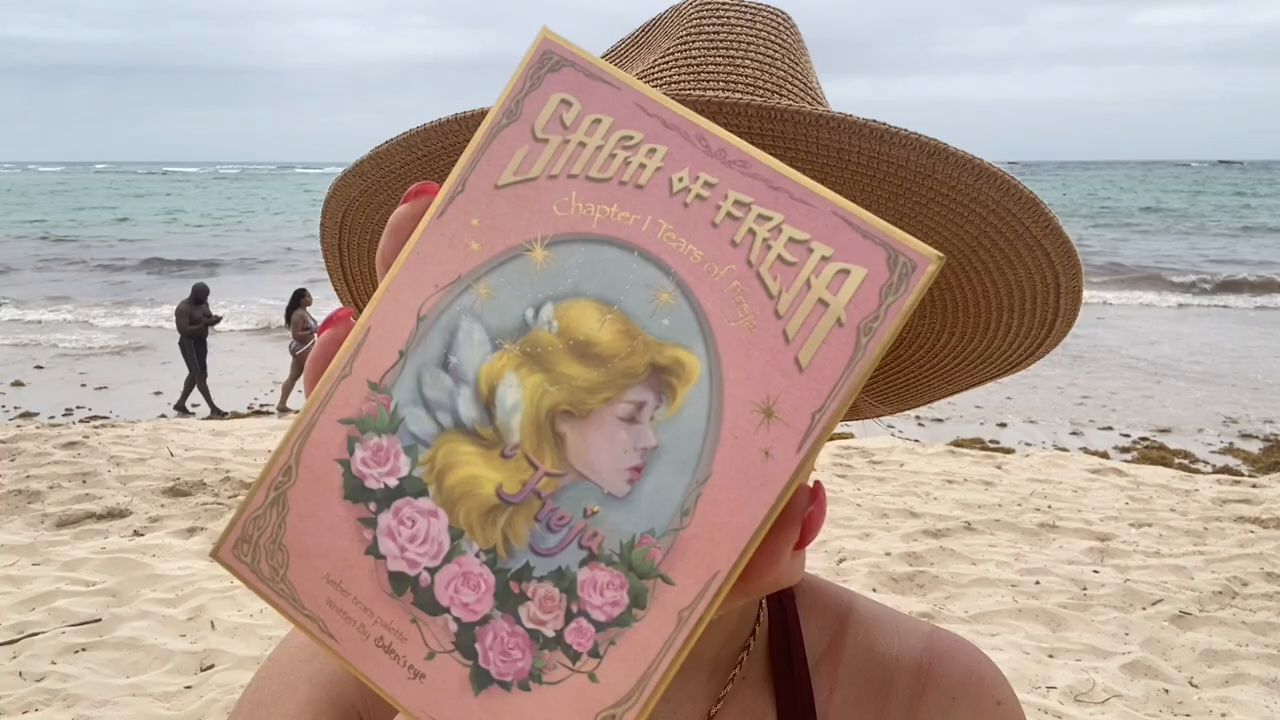 SAGA OF FREJA
Chapter 1 Tears of Freja
Freja
Amber tears palette
Written By Oden's eye